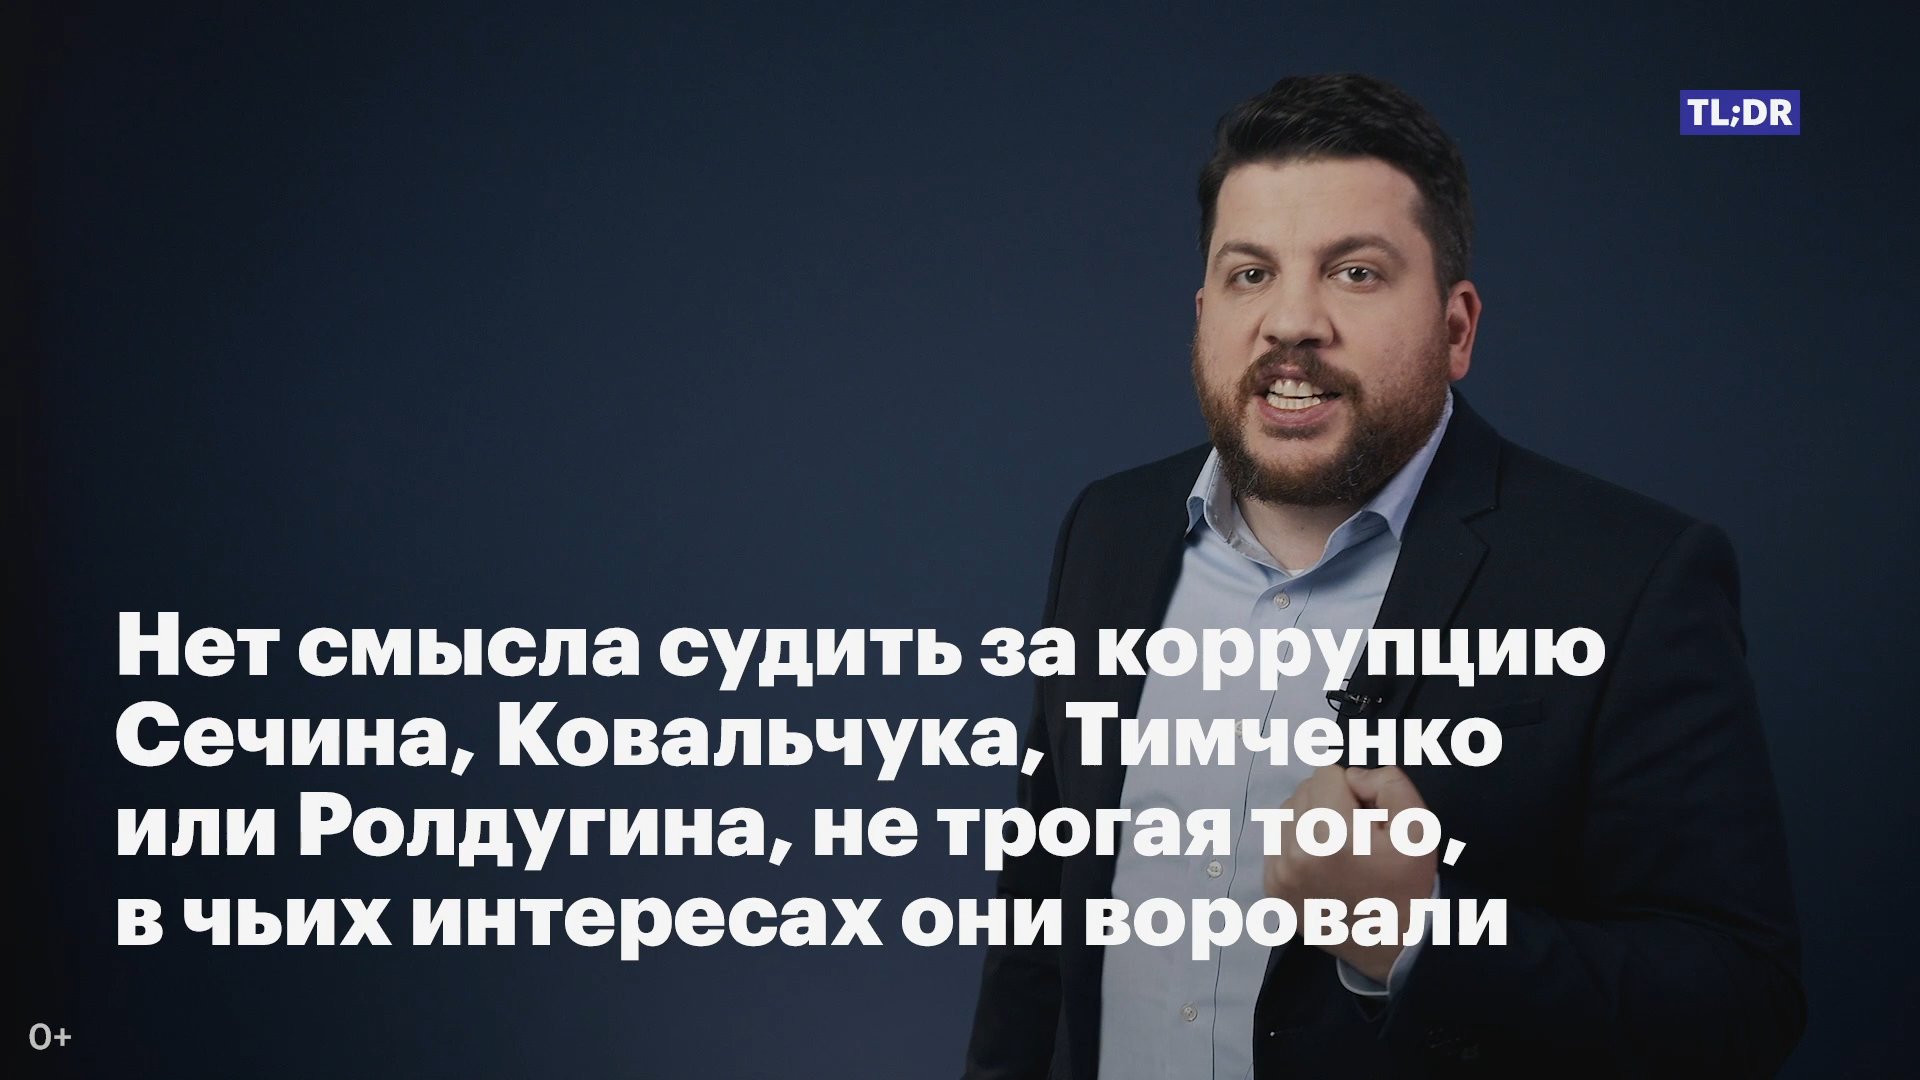 TL;DR
Нет смысла судить за коррупцию
Сечина, Ковальчука, Тимченко
или Ролдугина, не трогая того,
в чьих интересах они воровали
0+